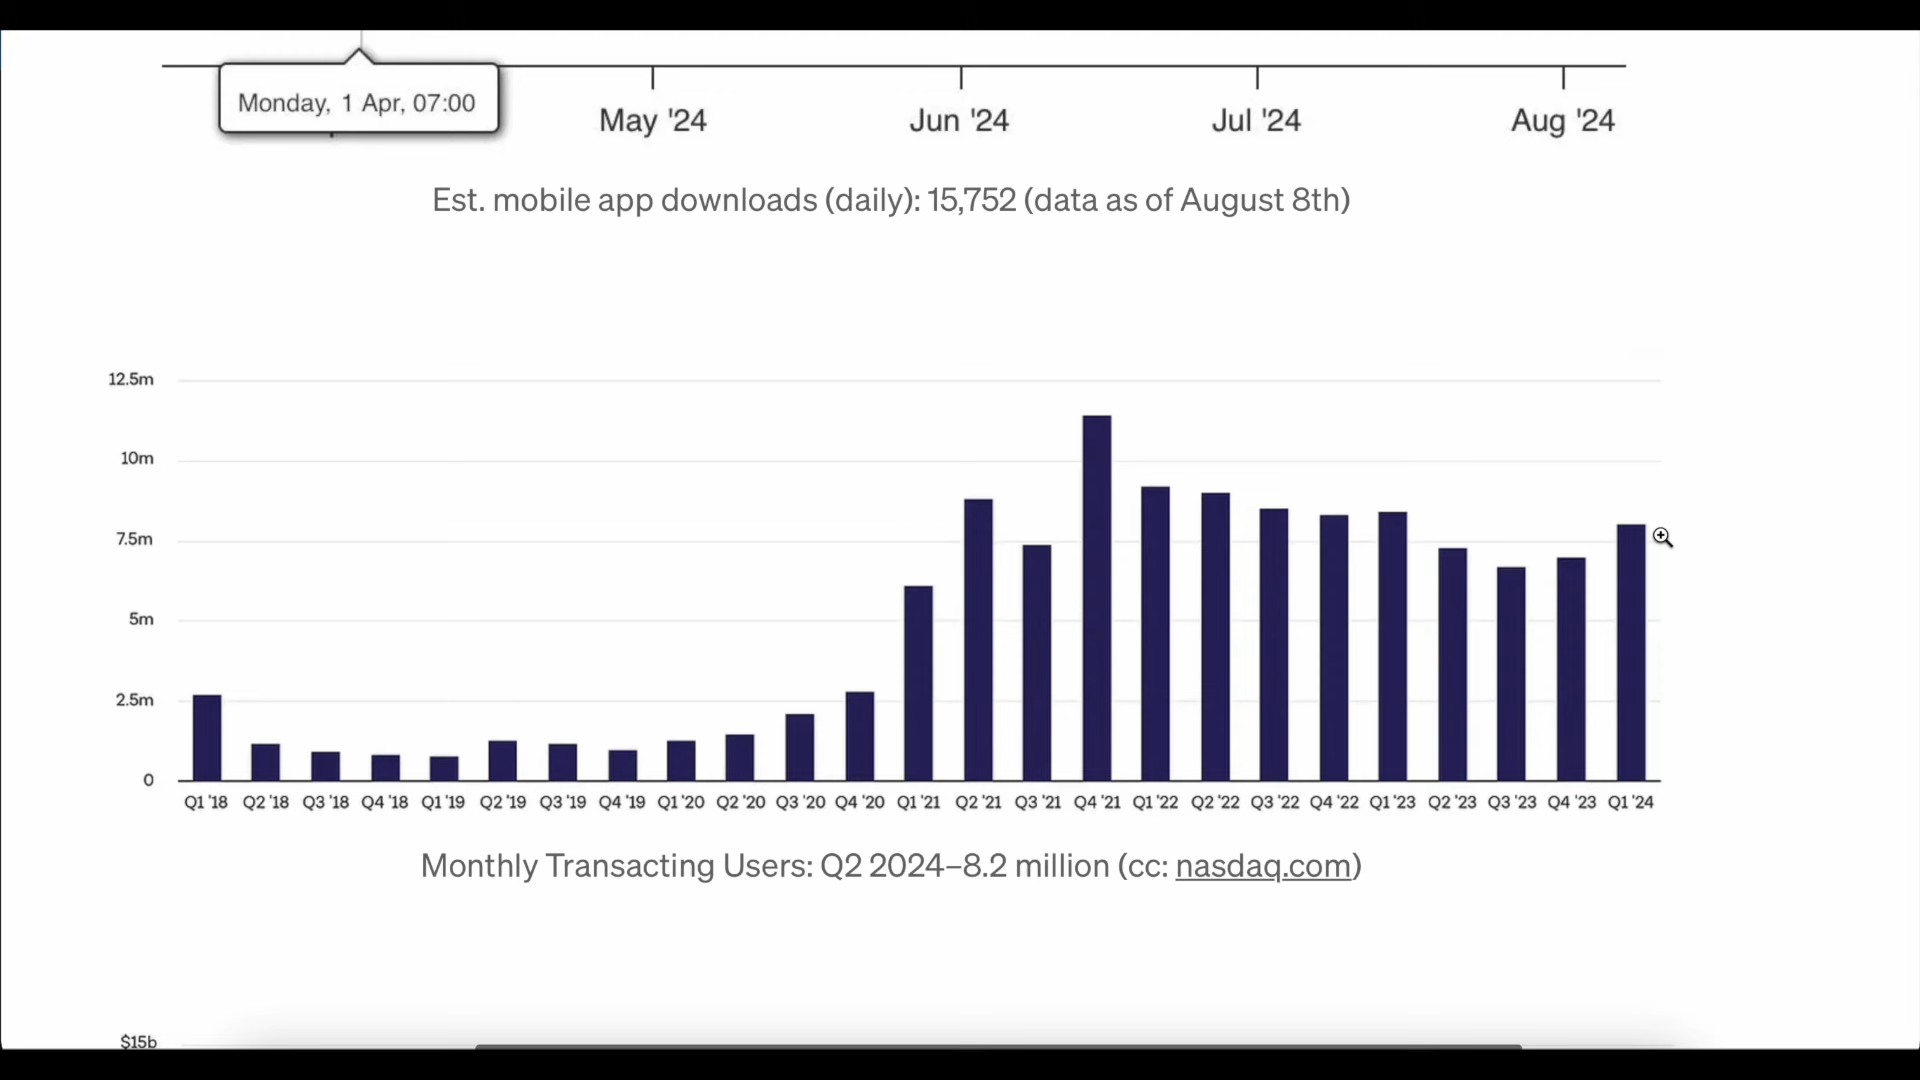 Monday, 1 Apr, 07:00
May '24
Jun '24
Jul '24
Aug '24
Est. mobile app downloads (daily): 15,752 (data as of August 8th)
12.5m
10m
7.5m
5m
2.5m
0
Q1 '18 Q2 '18 Q3 '18 Q4 '18 Q1 '19 Q2 '19 Q3 '19 Q4 '19 Q1 '20 Q2 '20 Q3 '20 Q4 '20 Q1 '21 Q2 '21 Q3 '21 Q4 '21 Q1 '22 Q2 '22 Q3 '22 Q4 '22 Q1 '23 Q2 '23 Q3 '23 Q4 '23 Q1 '24
Monthly Transacting Users: Q2 2024–8.2 million (cc: nasdaq.com)
$15b